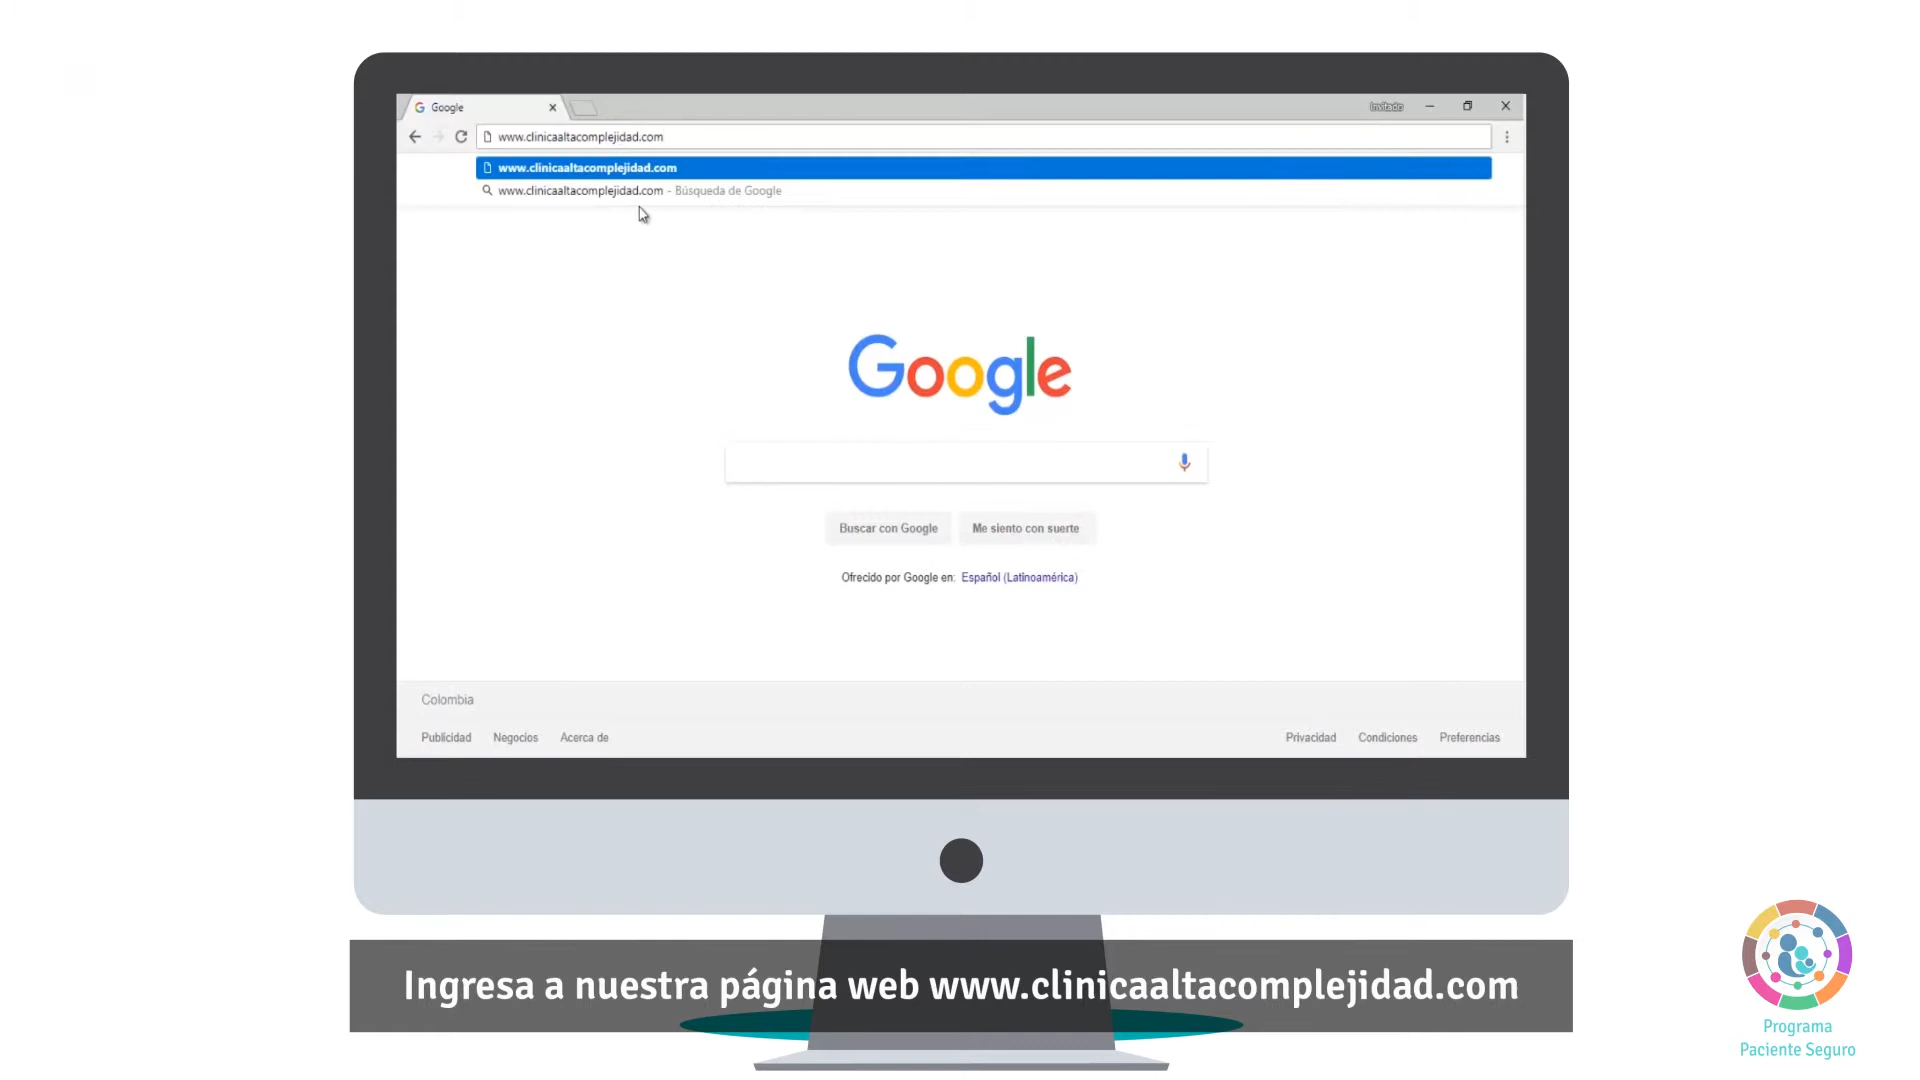 Google
Invitado
www.clinicaaltacomplejidad.com
www.clinicaaltacomplejidad.com
www.clinicaaltacomplejidad.com - Búsqueda de Google
Google
Buscar con Google Me siento con suerte
Ofrecido por Google en: Español (Latinoamérica)
Colombia
Publicidad Negocios Acerca de Privacidad Condiciones Preferencias
Ingresa a nuestra página web www.clinicaaltacomplejidad.com
Programa
Paciente Seguro